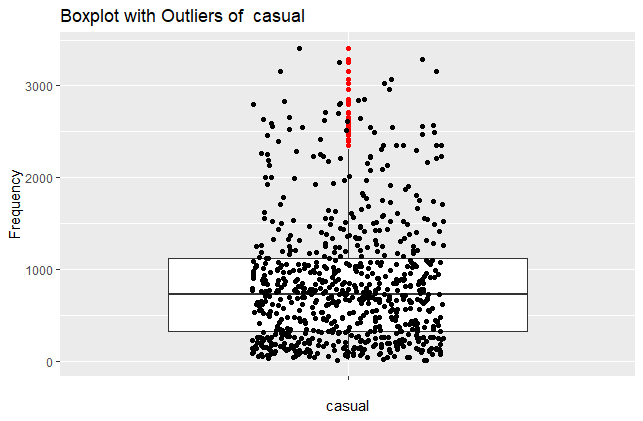 Boxplot with Outliers of  casual
Frequency
3000
2000
1000
0
casual